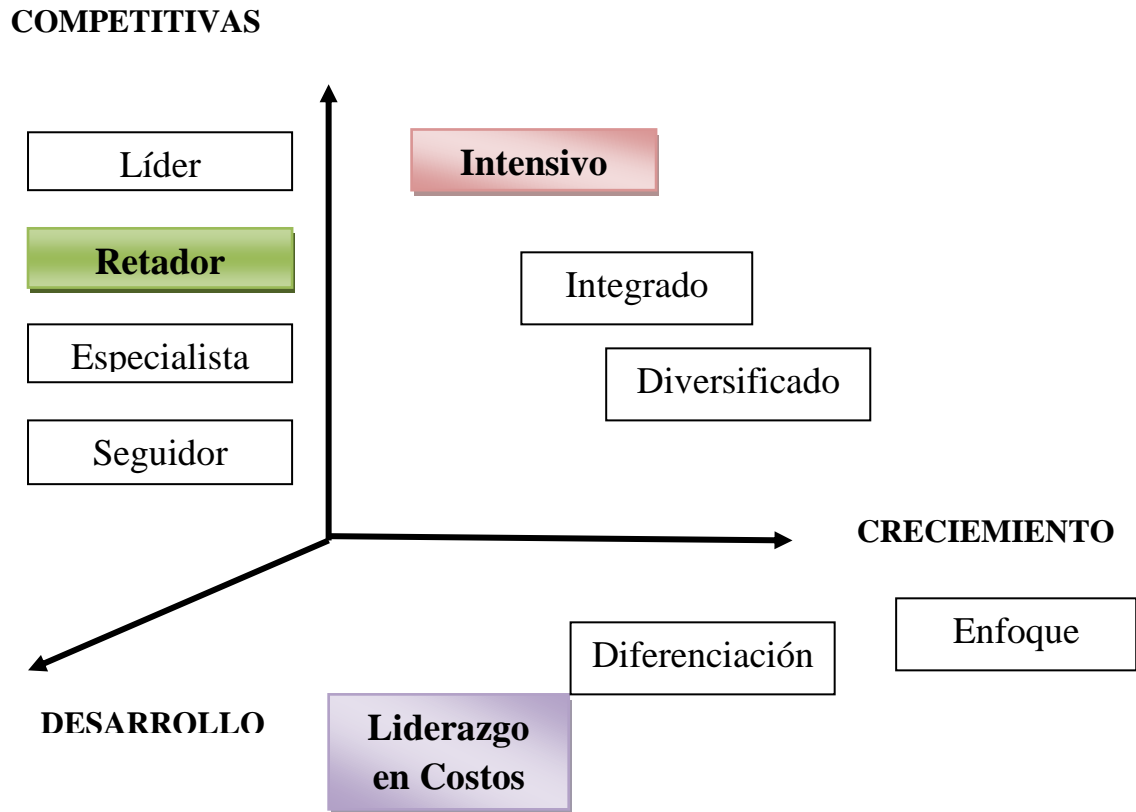 COMPETITIVAS
Líder
Intensivo
Retador
Integrado
Especialista
Diversificado
Seguidor
CRECIEMIENTO
Enfoque
Diferenciación
DESARROLLO
Liderazgo
en Costos